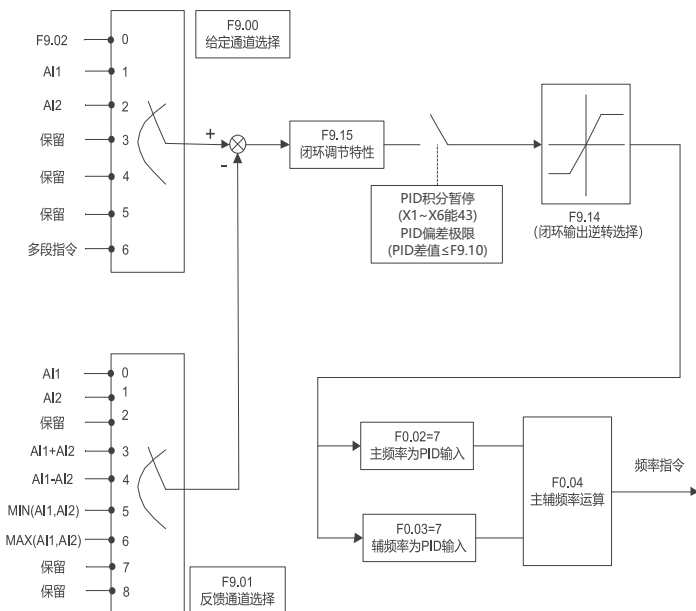 F9.00
给定通道选择
F9.02
0
AI1
1
AI2
2
保留
3
保留
4
保留
5
多段指令
6
+
-
F9.15
闭环调节特性
PID积分暂停
(X1~X6能43)
PID偏差极限
(PID差值≤F9.10)
F9.14
(闭环输出逆转选择)
AI1
0
AI2
1
保留
2
AI1+AI2
3
AI1-AI2
4
MIN(AI1,AI2)
5
MAX(AI1,AI2)
6
保留
7
保留
8
F9.01
反馈通道选择
F0.02=7
主频率为PID输入
F0.03=7
辅频率为PID输入
F0.04
主辅频率运算
频率指令